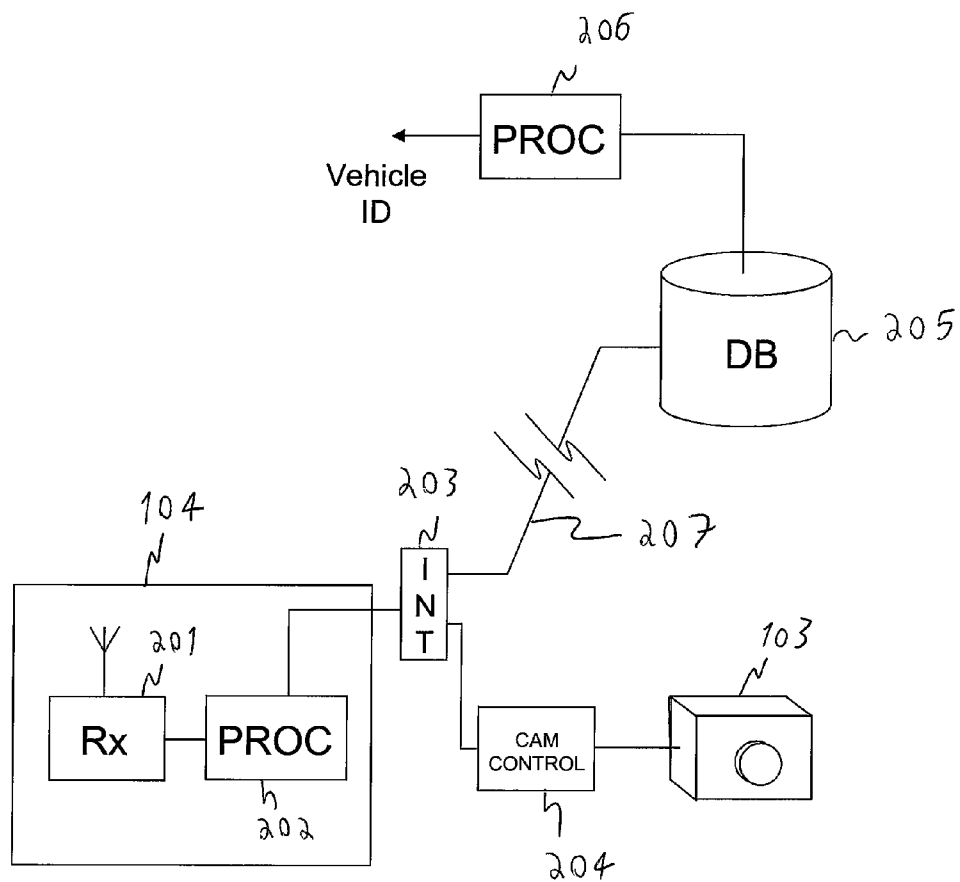 206
PROC
Vehicle
ID
DB
205
203
207
104
I
N
T
201
103
Rx
PROC
CAM
CONTROL
202
204